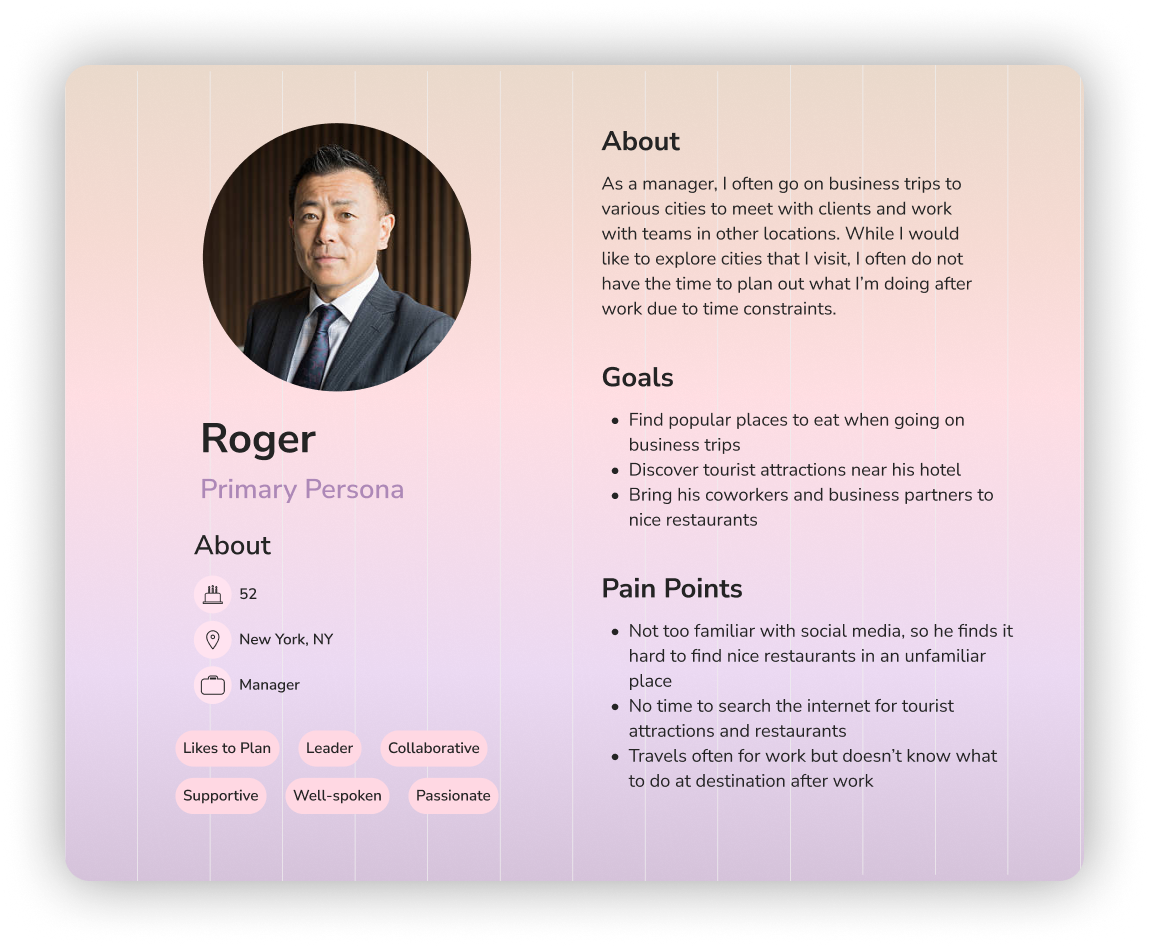 Roger
Primary Persona
About
52
New York, NY
Manager
Likes to Plan
Leader
Collaborative
Supportive
Well-spoken
Passionate
About
As a manager, I often go on business trips to
various cities to meet with clients and work
with teams in other locations. While I would
like to explore cities that I visit, I often do not
have the time to plan out what I’m doing after
work due to time constraints.
Goals
• Find popular places to eat when going on
business trips
• Discover tourist attractions near his hotel
• Bring his coworkers and business partners to
nice restaurants
Pain Points
• Not too familiar with social media, so he finds it
hard to find nice restaurants in an unfamiliar
place
• No time to search the internet for tourist
attractions and restaurants
• Travels often for work but doesn’t know what
to do at destination after work